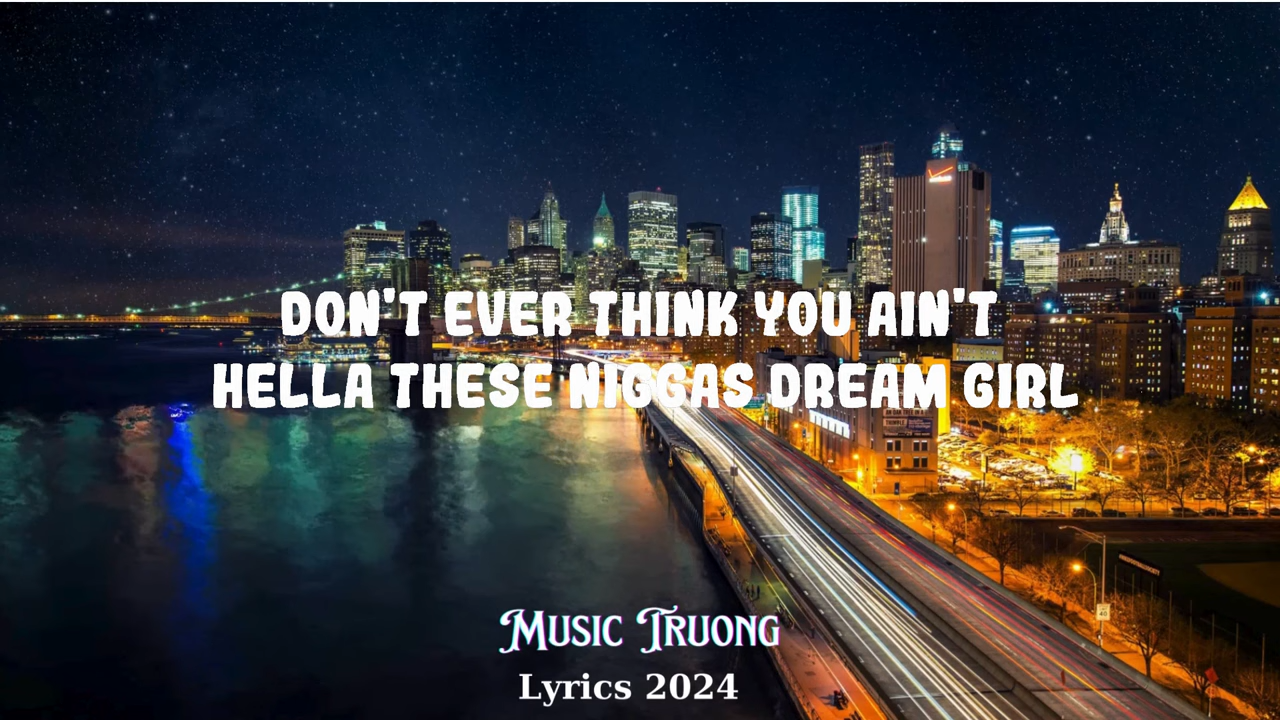 DON'T EVER THINK YOU AIN'T
HELLA THESE NIGGAS DREAM GIRL
Music Truong
Lyrics 2024